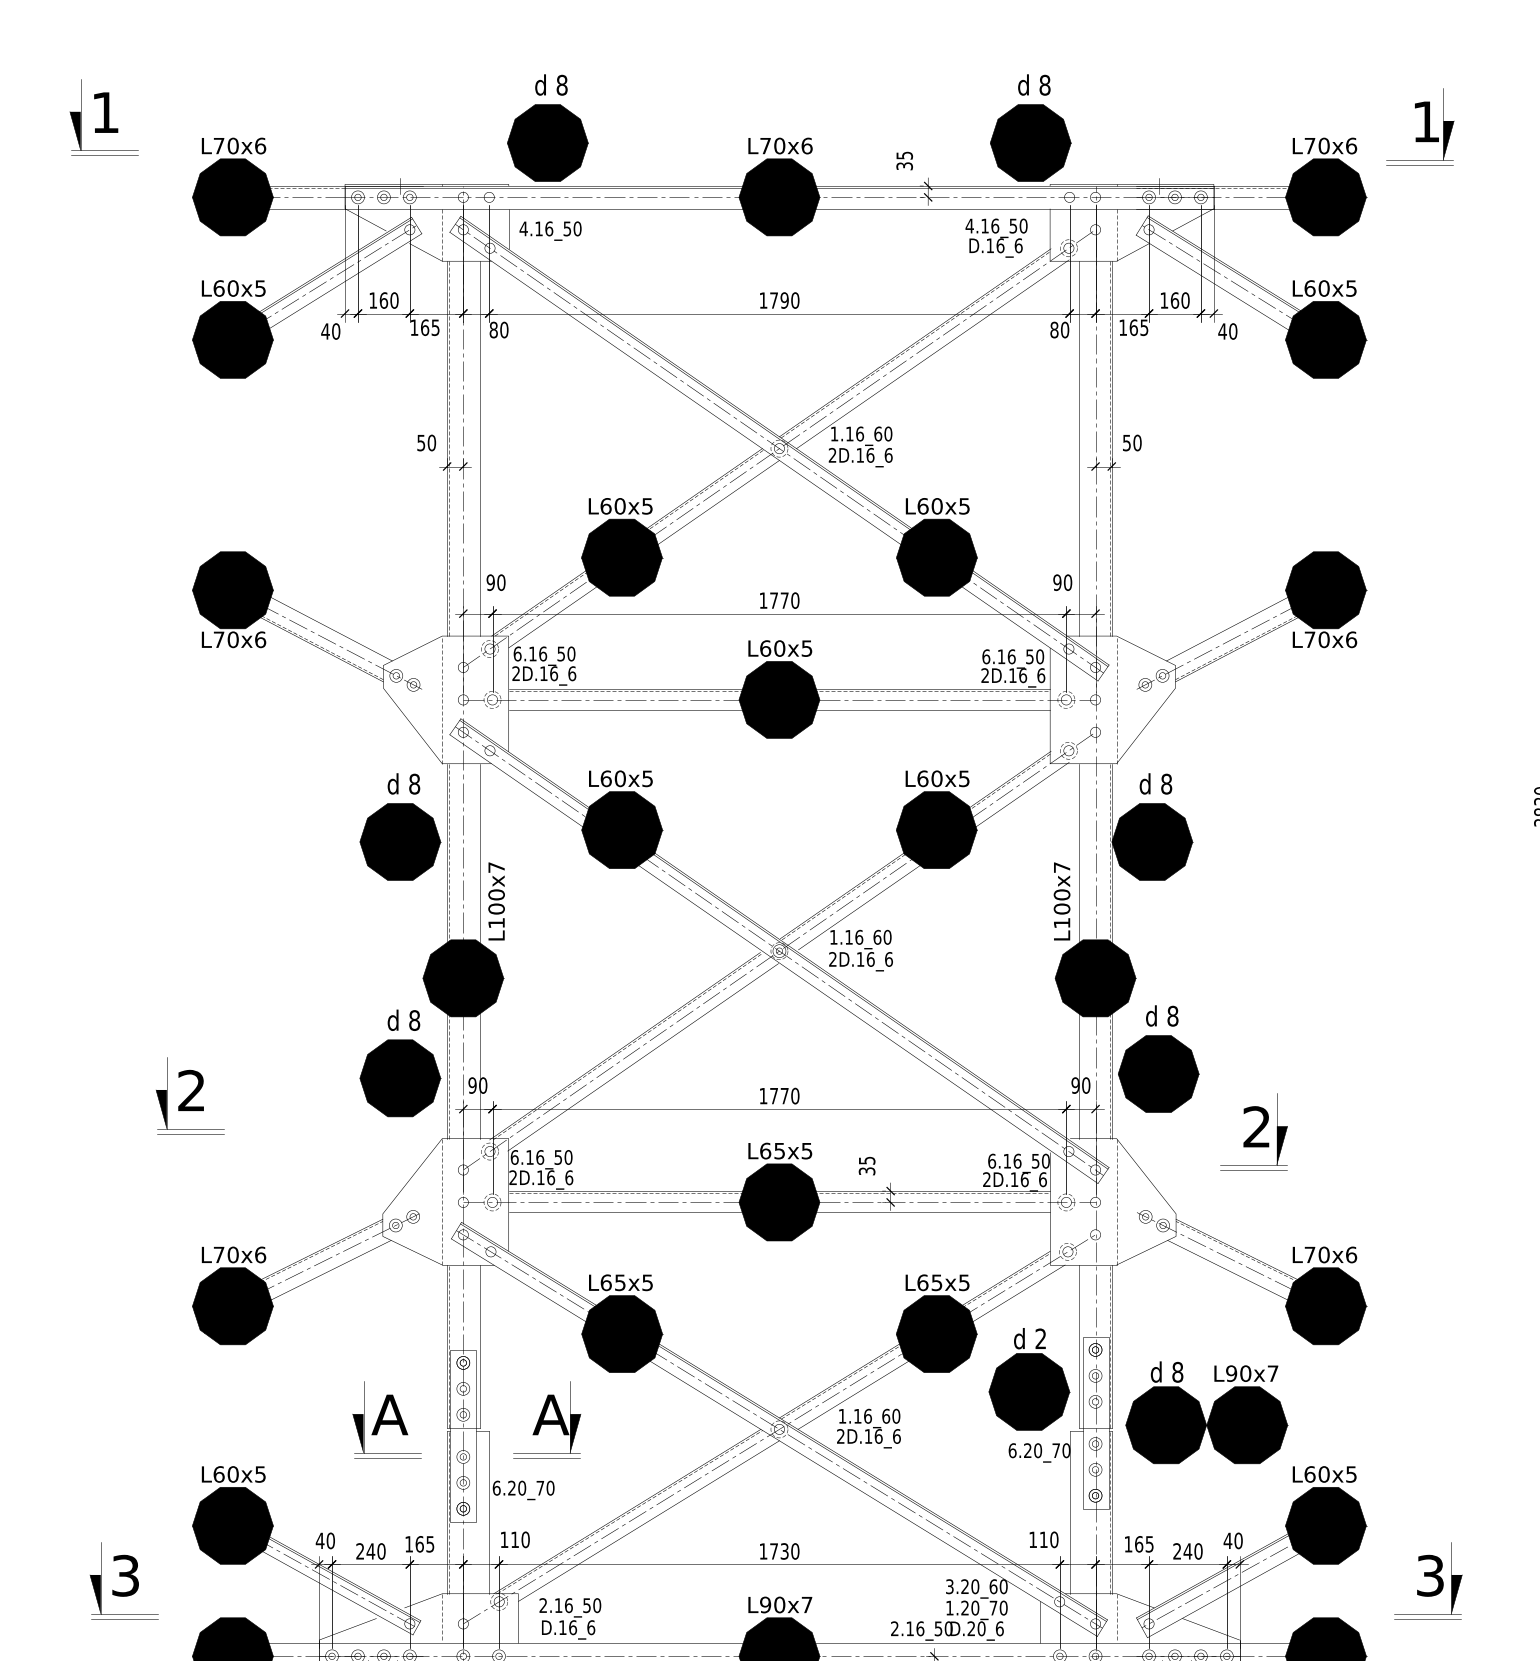 d 8
d 8
1
1
L70x6
L70x6
L70x6
35
4.16_50
4.16_50
D.16_6
L60x5
L60x5
160
1790
160
40
165
80
80
165
40
50
1.16_60
2D.16_6
50
L60x5
L60x5
90
90
1770
L70x6
L70x6
L60x5
6.16_50
2D.16_6
6.16_50
2D.16_6
d 8
L60x5
L60x5
d 8
L100x7
L100x7
1.16_60
2D.16_6
d 8
d 8
2
90
1770
90
2
L65x5
35
6.16_50
2D.16_6
6.16_50
2D.16_6
L70x6
L70x6
L65x5
L65x5
d 2
d 8
L90x7
A
A
1.16_60
2D.16_6
6.20_70
L60x5
L60x5
6.20_70
40
240
165
110
1730
110
165
240
40
3
3
2.16_50
D.16_6
L90x7
3.20_60
1.20_70
2.16_50
D.20_6